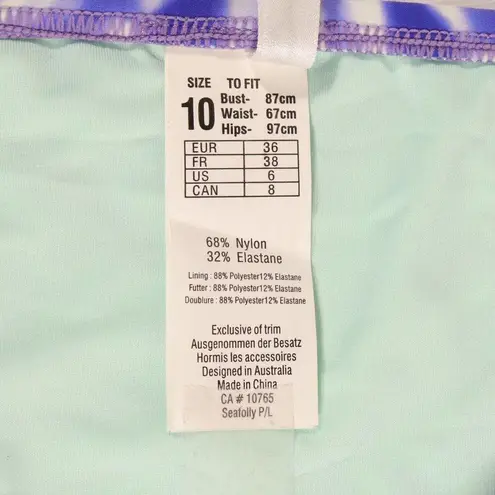 SIZE TO FIT
10 Bust- 87cm
Waist- 67cm
Hips- 97cm
EUR 36
FR 38
US 6
CAN 8
68% Nylon
32% Elastane
Lining : 88% Polyester12% Elastane
Futter : 88% Polyester12% Elastane
Doublure : 88% Polyester12% Elastane
Exclusive of trim
Ausgenommen der Besatz
Hormis les accessoires
Designed in Australia
Made in China
CA # 10765
Seafolly P/L